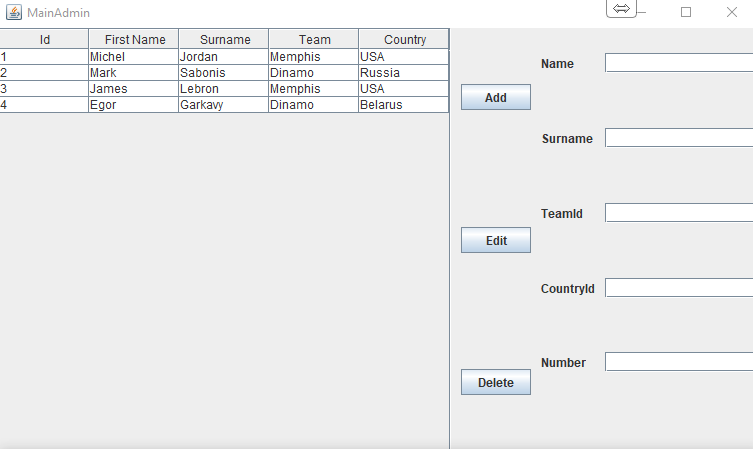 MainAdmin
Id First Name Surname Team Country
1 Michel Jordan Memphis USA
2 Mark Sabonis Dinamo Russia
3 James Lebron Memphis USA
4 Egor Garkavy Dinamo Belarus
Name
Add
Surname
TeamId
Edit
CountryId
Number
Delete